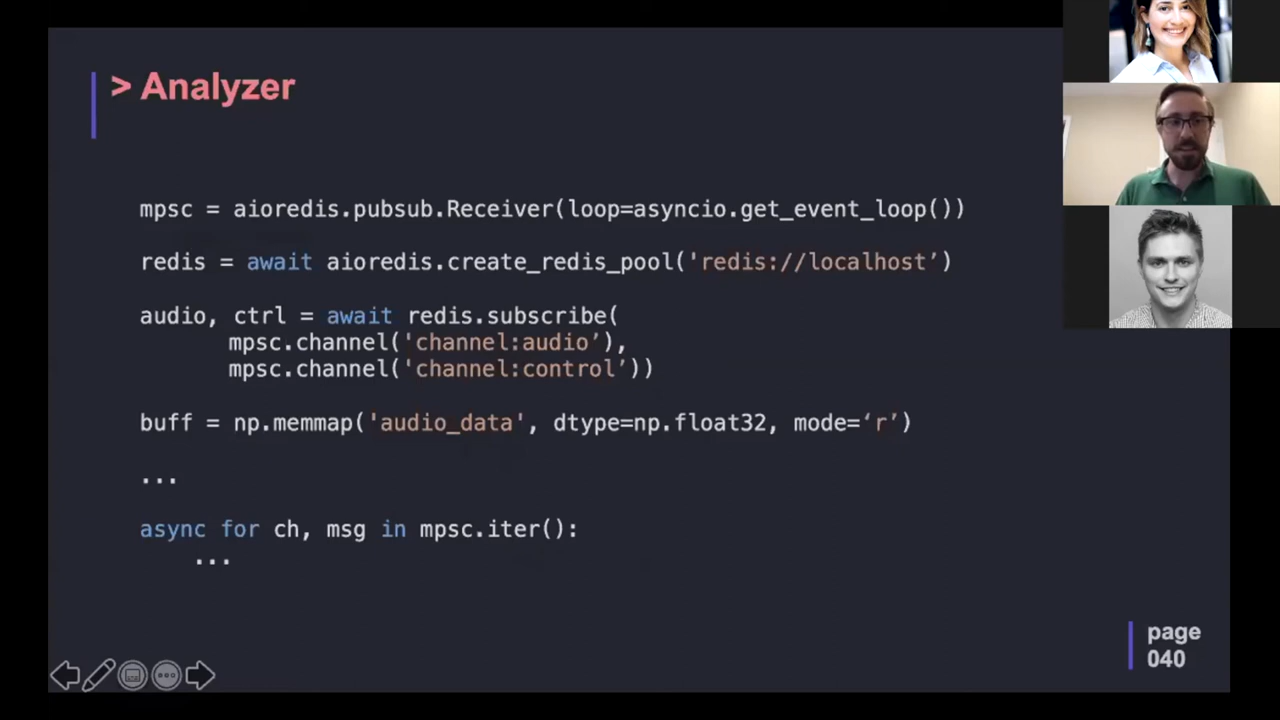 > Analyzer
mpsc = aioredis.pubsub.Receiver(loop=asyncio.get_event_loop())
redis = await aioredis.create_redis_pool('redis://localhost’)
audio, ctrl = await redis.subscribe(
mpsc.channel('channel:audio’),
mpsc.channel('channel:control’))
buff = np.memmap('audio_data', dtype=np.float32, mode=‘r’)
...
async for ch, msg in mpsc.iter():
...
page
040